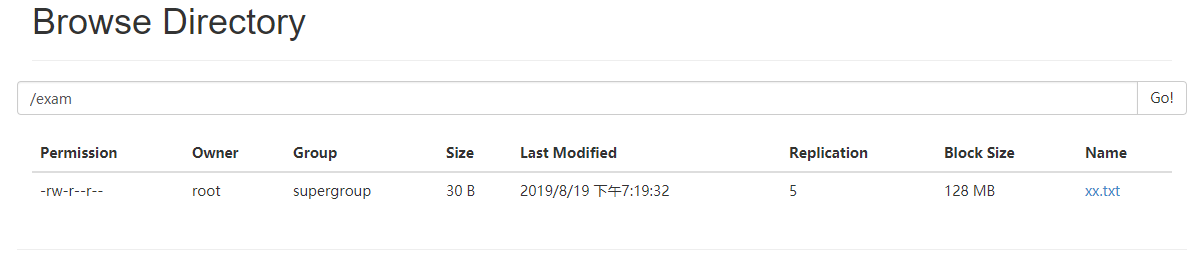 Browse Directory
/exam Go!
Permission Owner Group Size Last Modified Replication Block Size Name
-rw-r--r-- root supergroup 30 B 2019/8/19 下午7:19:32 5 128 MB xx.txt